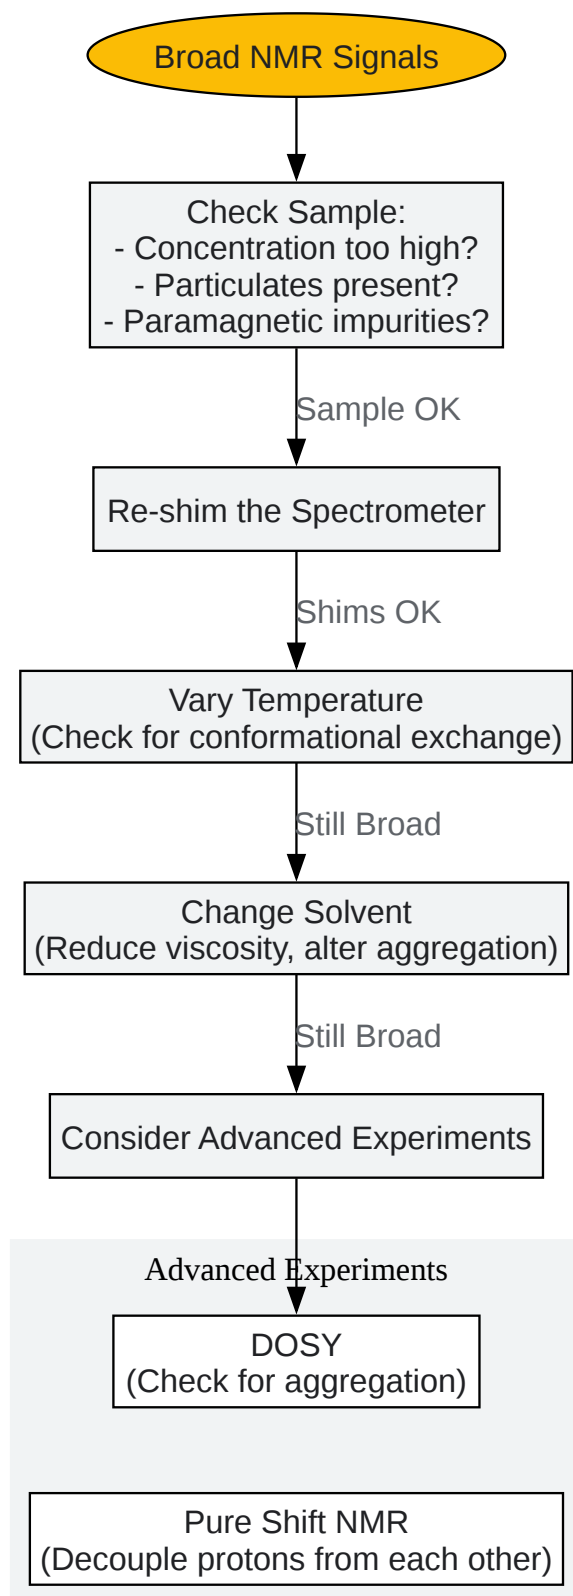 Broad NMR Signals
Check Sample:
- Concentration too high?
- Particulates present?
- Paramagnetic impurities?
Sample OK
Re-shim the Spectrometer
Shims OK
Vary Temperature
(Check for conformational exchange)
Still Broad
Change Solvent
(Reduce viscosity, alter aggregation)
Still Broad
Consider Advanced Experiments
Advanced Experiments
DOSY
(Check for aggregation)
Pure Shift NMR
(Decouple protons from each other)